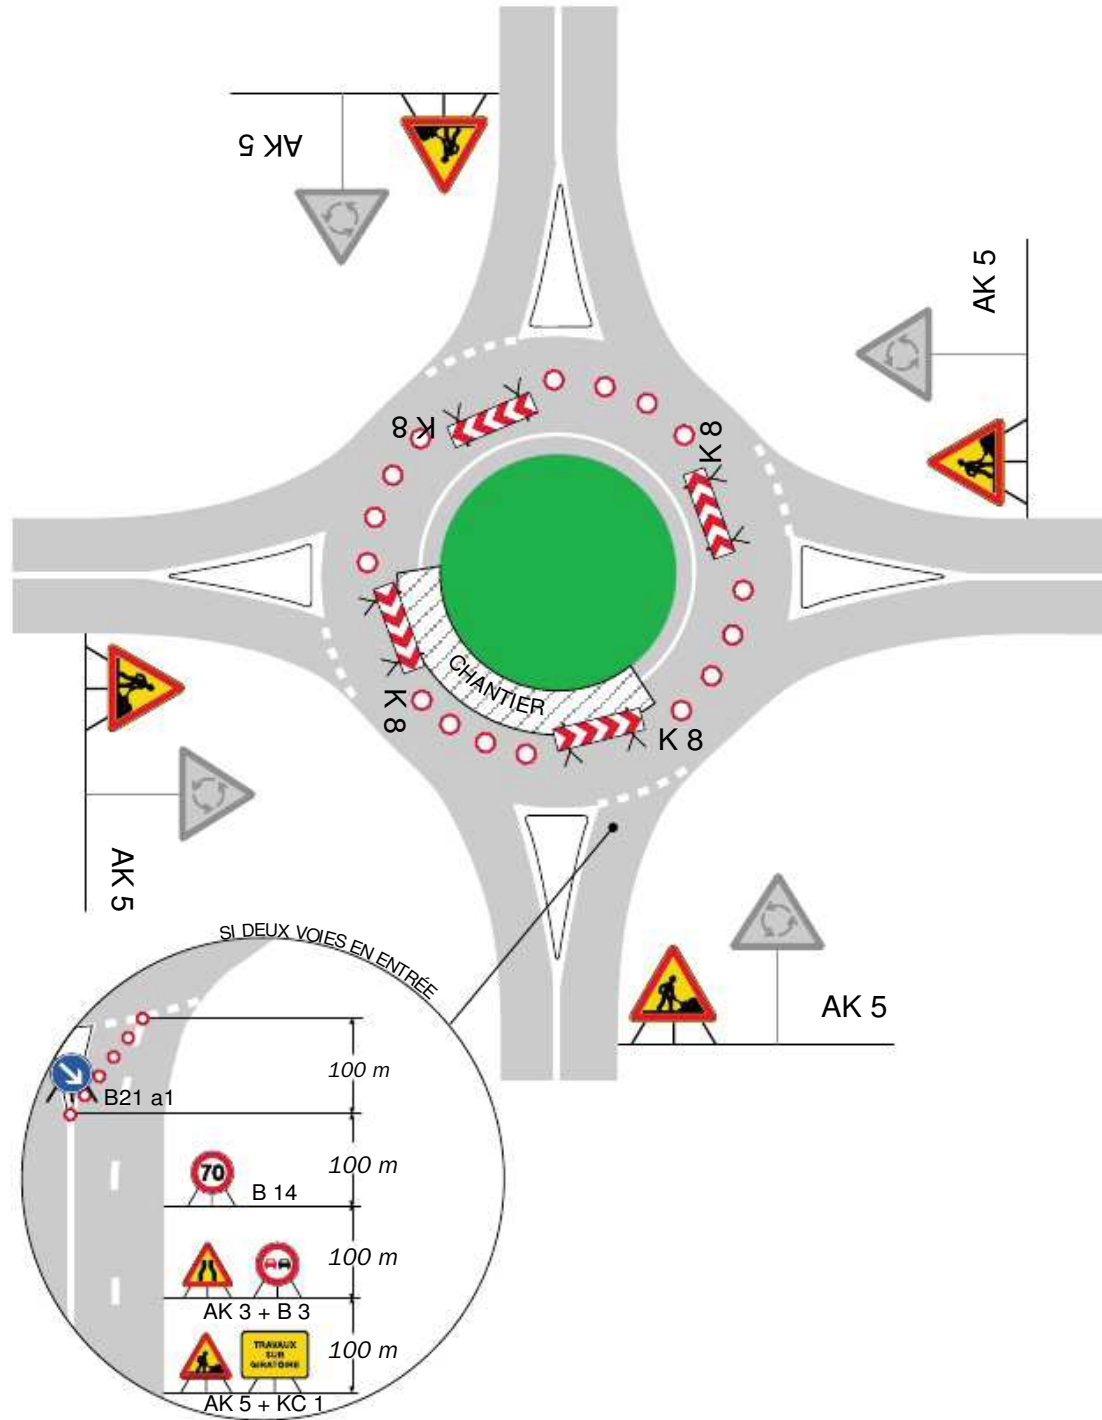 AK 5
AK 5
K 8
K 8
CHANTIER
K 8
K 8
AK 5
AK 5
SI DEUX VOIES EN ENTRÉE
100 m
B21 a1
70
B 14
100 m
100 m
AK 3 + B 3
TRAVAUX
SUR
GIRATOIRE
100 m
AK 5 + KC 1